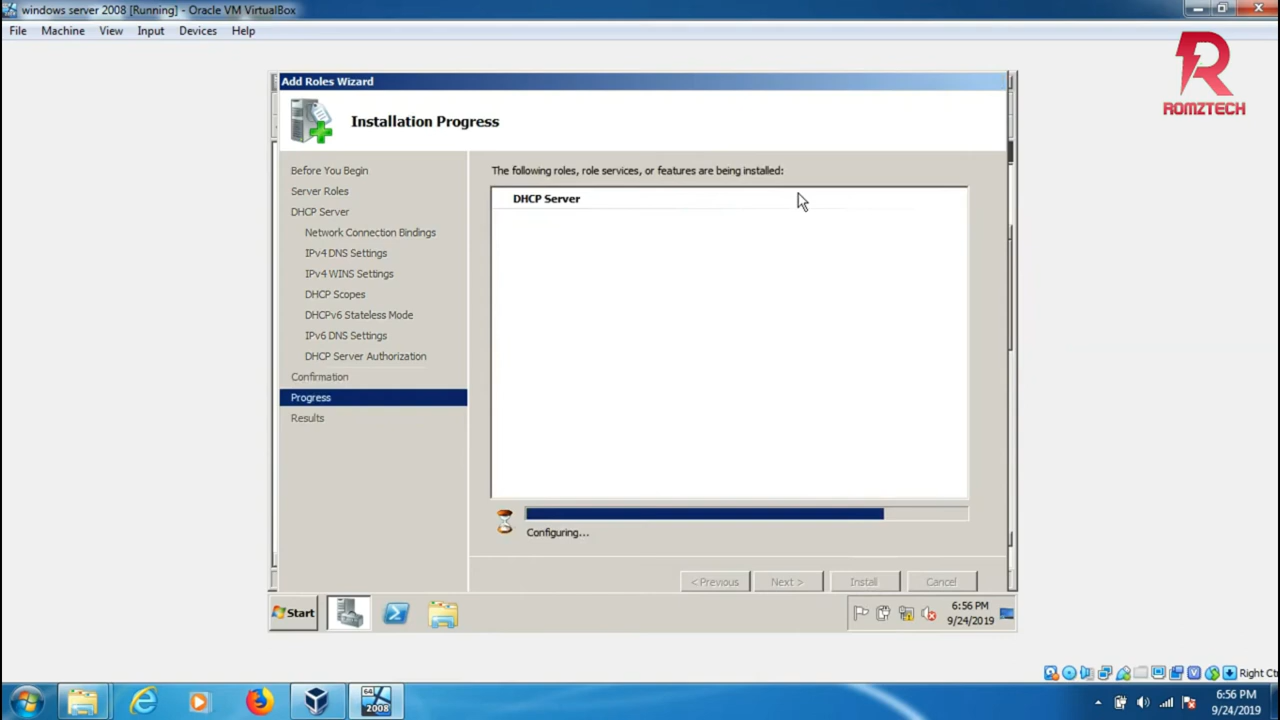 windows server 2008 [Running] - Oracle VM VirtualBox
File Machine View Input Devices Help
ROMZTECH
Add Roles Wizard
Installation Progress
Before You Begin
Server Roles
DHCP Server
Network Connection Bindings
IPv4 DNS Settings
IPv4 WINS Settings
DHCP Scopes
DHCPv6 Stateless Mode
IPv6 DNS Settings
DHCP Server Authorization
Confirmation
Progress
Results
The following roles, role services, or features are being installed:
DHCP Server
Configuring...
< Previous Next > Install Cancel
Start
6:56 PM
9/24/2019
Right Ct
64
2008
6:56 PM
9/24/2019